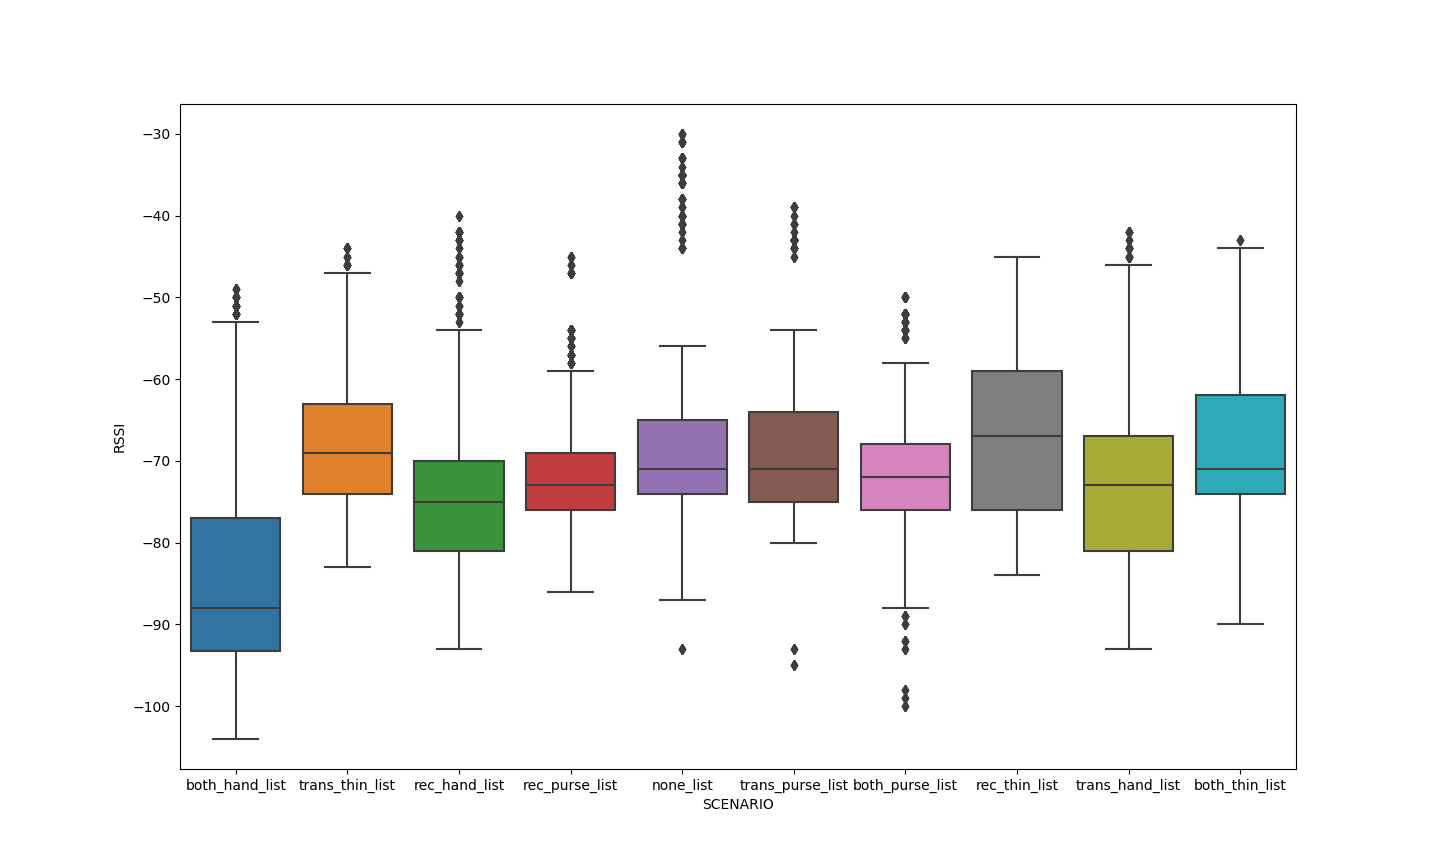 −30
−40
−50
−60
−70
−80
−90
−100
RSSI
both_hand_list trans_thin_list rec_hand_list rec_purse_list none_list trans_purse_list both_purse_list rec_thin_list trans_hand_list both_thin_list
SCENARIO